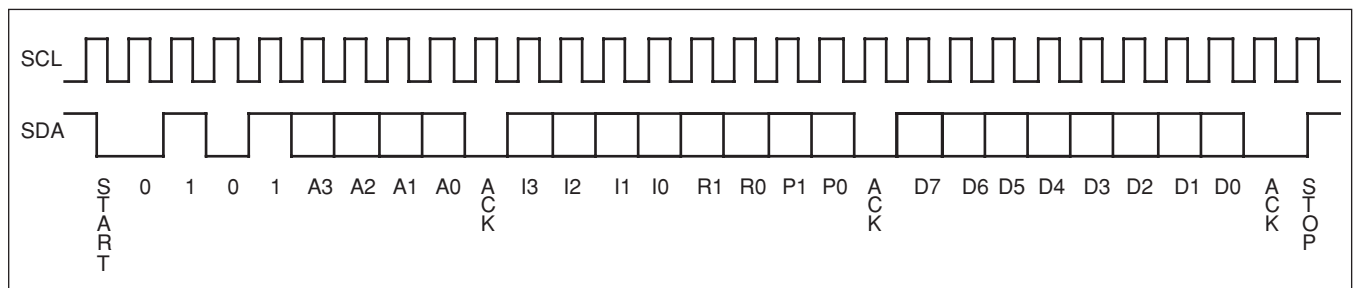 SCL
SDA
START 0 1 0 1 A3 A2 A1 A0 ACK I3 I2 I1 I0 R1 R0 P1 P0 ACK D7 D6 D5 D4 D3 D2 D1 D0 ACK STOP